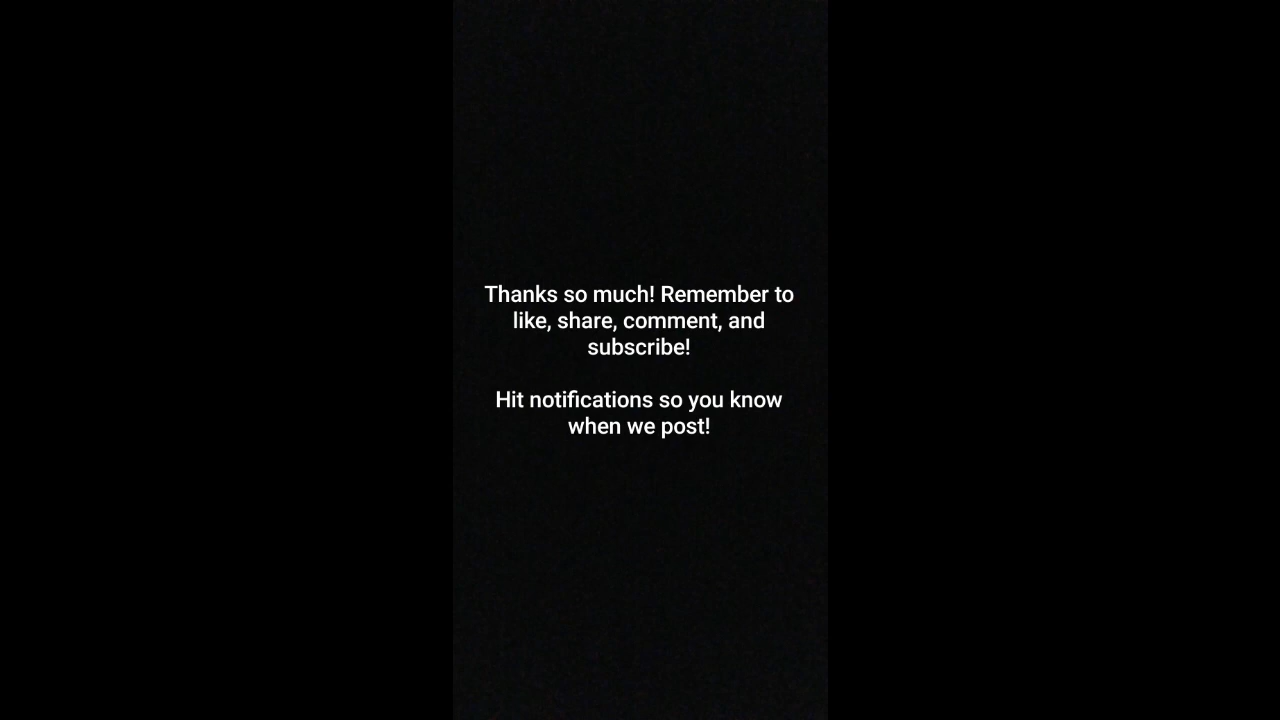 Thanks so much! Remember to
like, share, comment, and
subscribe!
Hit notifications so you know
when we post!